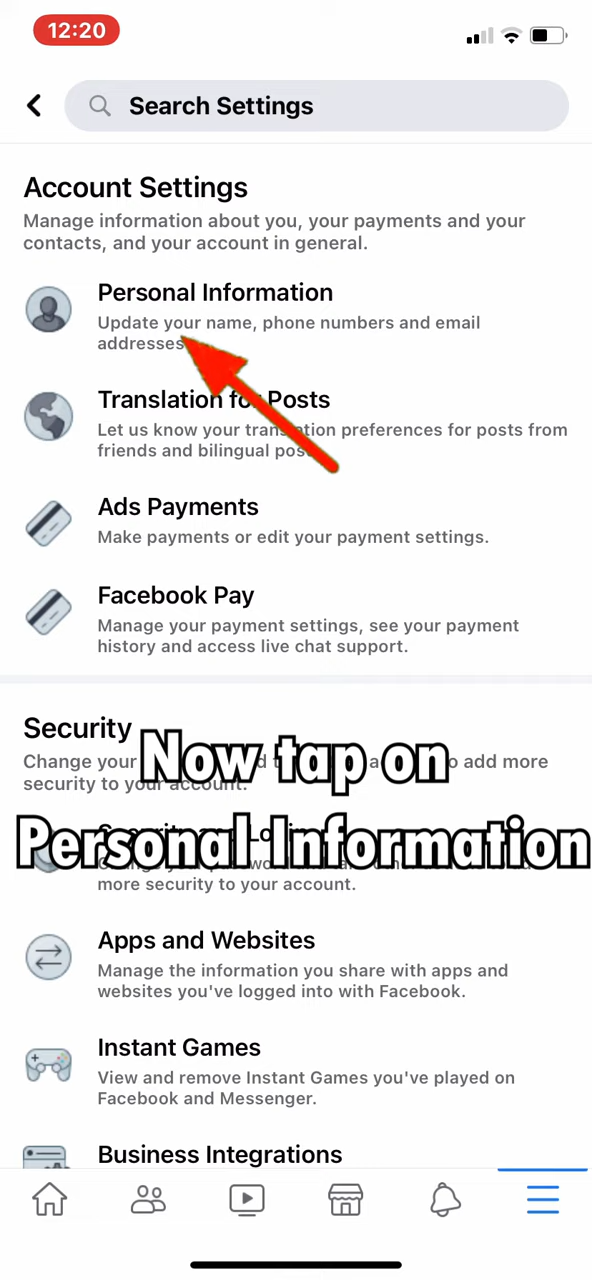 12:20
Search Settings
Account Settings
Manage information about you, your payments and your
contacts, and your account in general.
Personal Information
Update your name, phone numbers and email
addresses
Translation for Posts
Let us know your translation preferences for posts from
friends and bilingual pos
Ads Payments
Make payments or edit your payment settings.
Facebook Pay
Manage your payment settings, see your payment
history and access live chat support.
Security
Change your to add more
security to your account.
Now tap on
Personal Information
more security to your account.
Apps and Websites
Manage the information you share with apps and
websites you've logged into with Facebook.
Instant Games
View and remove Instant Games you've played on
Facebook and Messenger.
Business Integrations